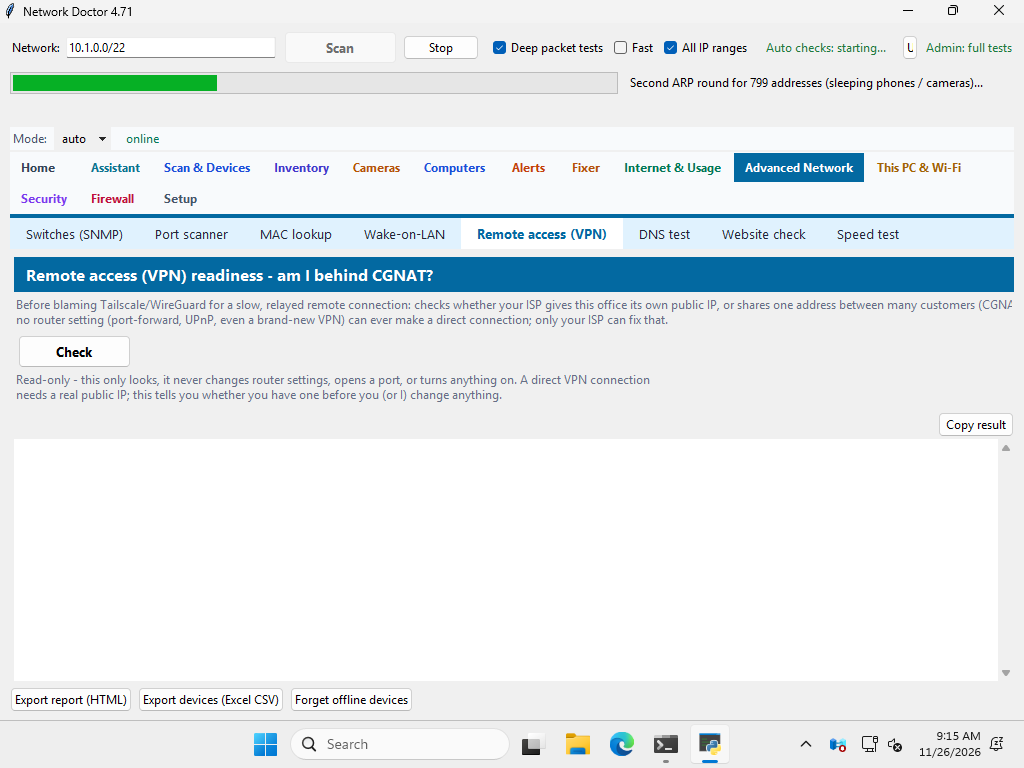 Network Doctor 4.71
Network: 10.1.0.0/22 Scan Stop Deep packet tests Fast All IP ranges Auto checks: starting... Admin: full tests
Second ARP round for 799 addresses (sleeping phones / cameras)...
Mode: auto online
Home Assistant Scan & Devices Inventory Cameras Computers Alerts Fixer Internet & Usage Advanced Network This PC & Wi-Fi
Security Firewall Setup
Switches (SNMP) Port scanner MAC lookup Wake-on-LAN Remote access (VPN) DNS test Website check Speed test
Remote access (VPN) readiness - am I behind CGNAT?
Before blaming Tailscale/WireGuard for a slow, relayed remote connection: checks whether your ISP gives this office its own public IP, or shares one address between many customers (CGNA
no router setting (port-forward, UPnP, even a brand-new VPN) can ever make a direct connection; only your ISP can fix that.
Check
Read-only - this only looks, it never changes router settings, opens a port, or turns anything on. A direct VPN connection
needs a real public IP; this tells you whether you have one before you (or I) change anything.
Copy result
Export report (HTML) Export devices (Excel CSV) Forget offline devices
Search
9:15 AM
11/26/2026